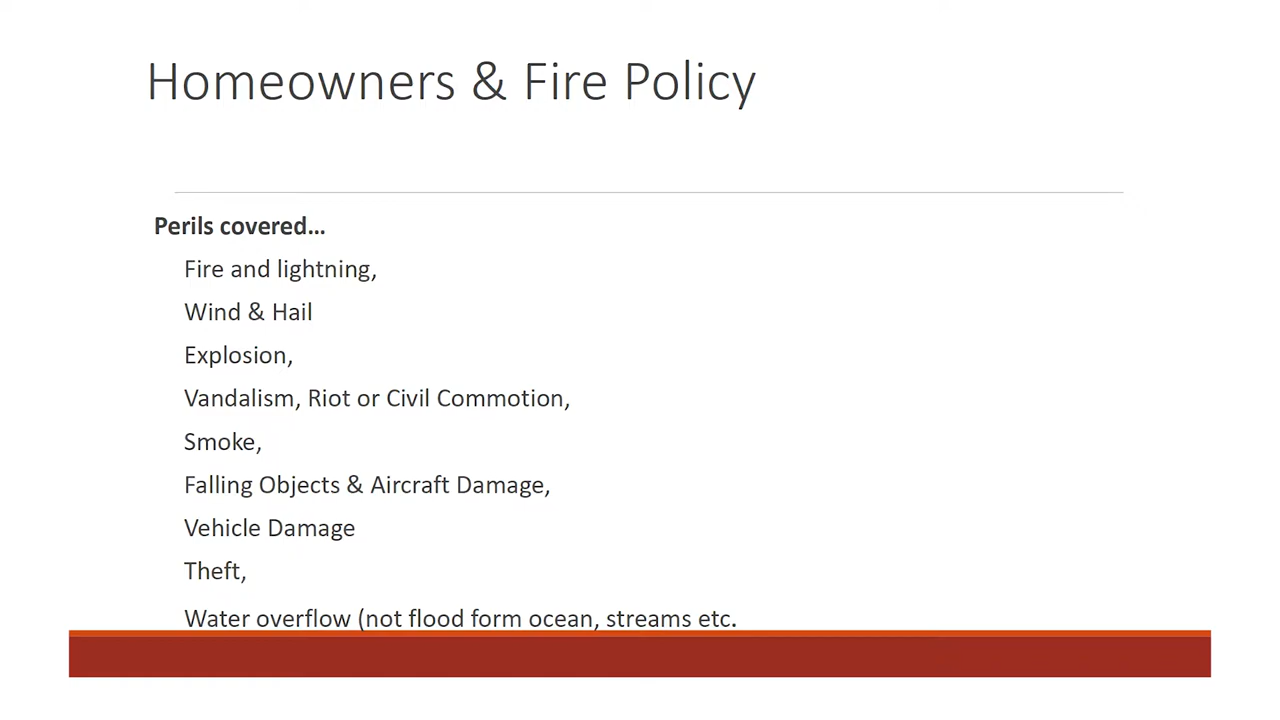 Homeowners & Fire Policy
Perils covered...
Fire and lightning,
Wind & Hail
Explosion,
Vandalism, Riot or Civil Commotion,
Smoke,
Falling Objects & Aircraft Damage,
Vehicle Damage
Theft,
Water overflow (not flood form ocean, streams etc.